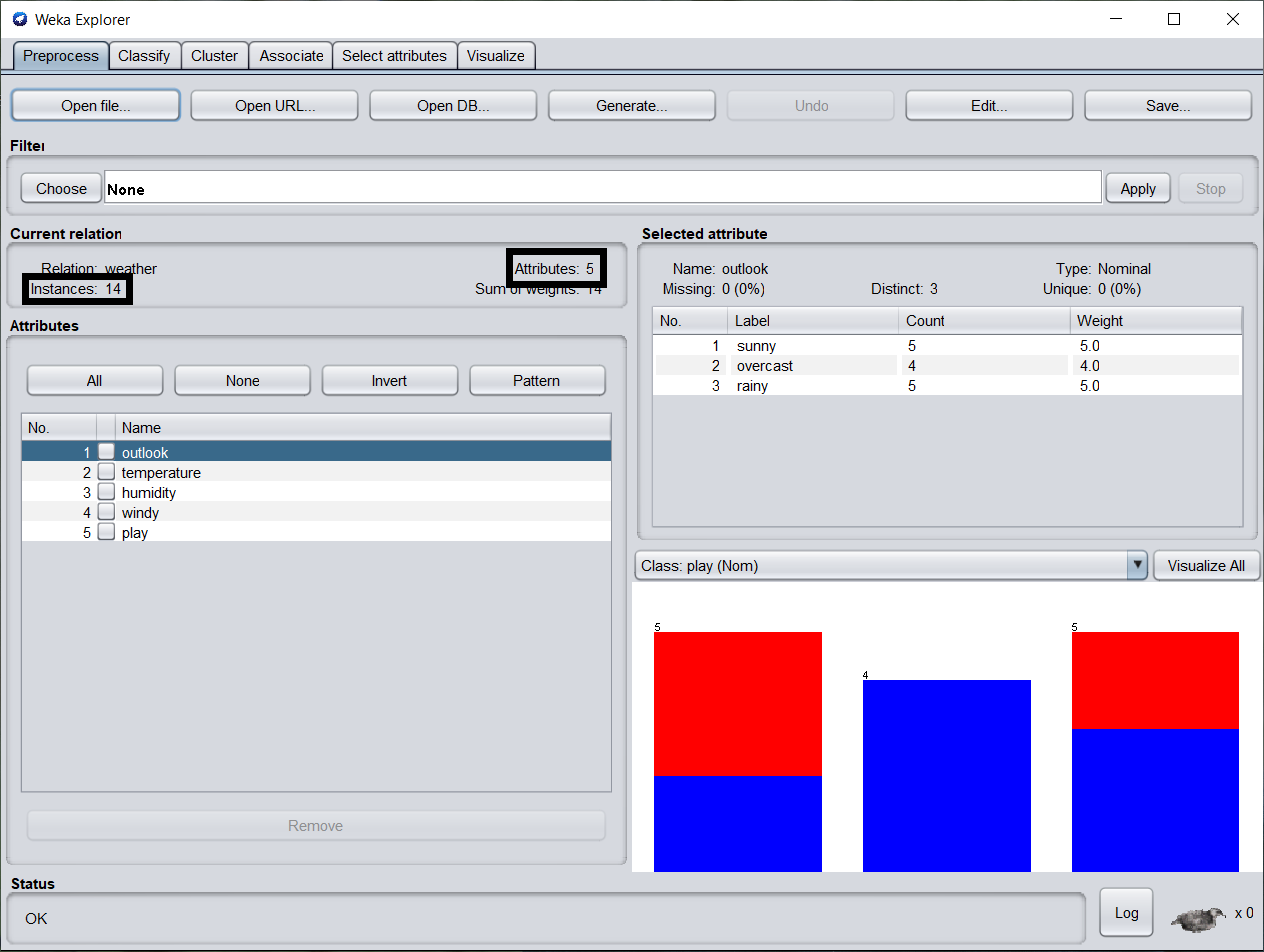 Weka Explorer
Preprocess Classify Cluster Associate Select attributes Visualize
Open file... Open URL... Open DB... Generate... Undo Edit... Save...
Filter
Choose None Apply Stop
Current relation
Relation: weather Attributes: 5
Instances: 14 Sum of weights: 14
Attributes
All None Invert Pattern
No. Name
1 outlook
2 temperature
3 humidity
4 windy
5 play
Remove
Selected attribute
Name: outlook Type: Nominal
Missing: 0 (0%) Distinct: 3 Unique: 0 (0%)
No. Label Count Weight
1 sunny 5 5.0
2 overcast 4 4.0
3 rainy 5 5.0
Class: play (Nom) Visualize All
5 4 5
Status
OK Log x 0